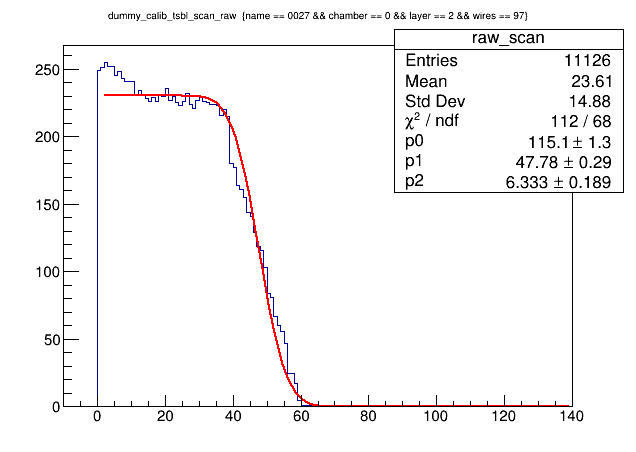 dummy_calib_tsbl_scan_raw {name == 0027 && chamber == 0 && layer == 2 && wires == 97}
raw_scan
Entries 11126
Mean 23.61
Std Dev 14.88
χ² / ndf 112 / 68
p0 115.1 ± 1.3
p1 47.78 ± 0.29
p2 6.333 ± 0.189
250
200
150
100
50
0
0 20 40 60 80 100 120 140